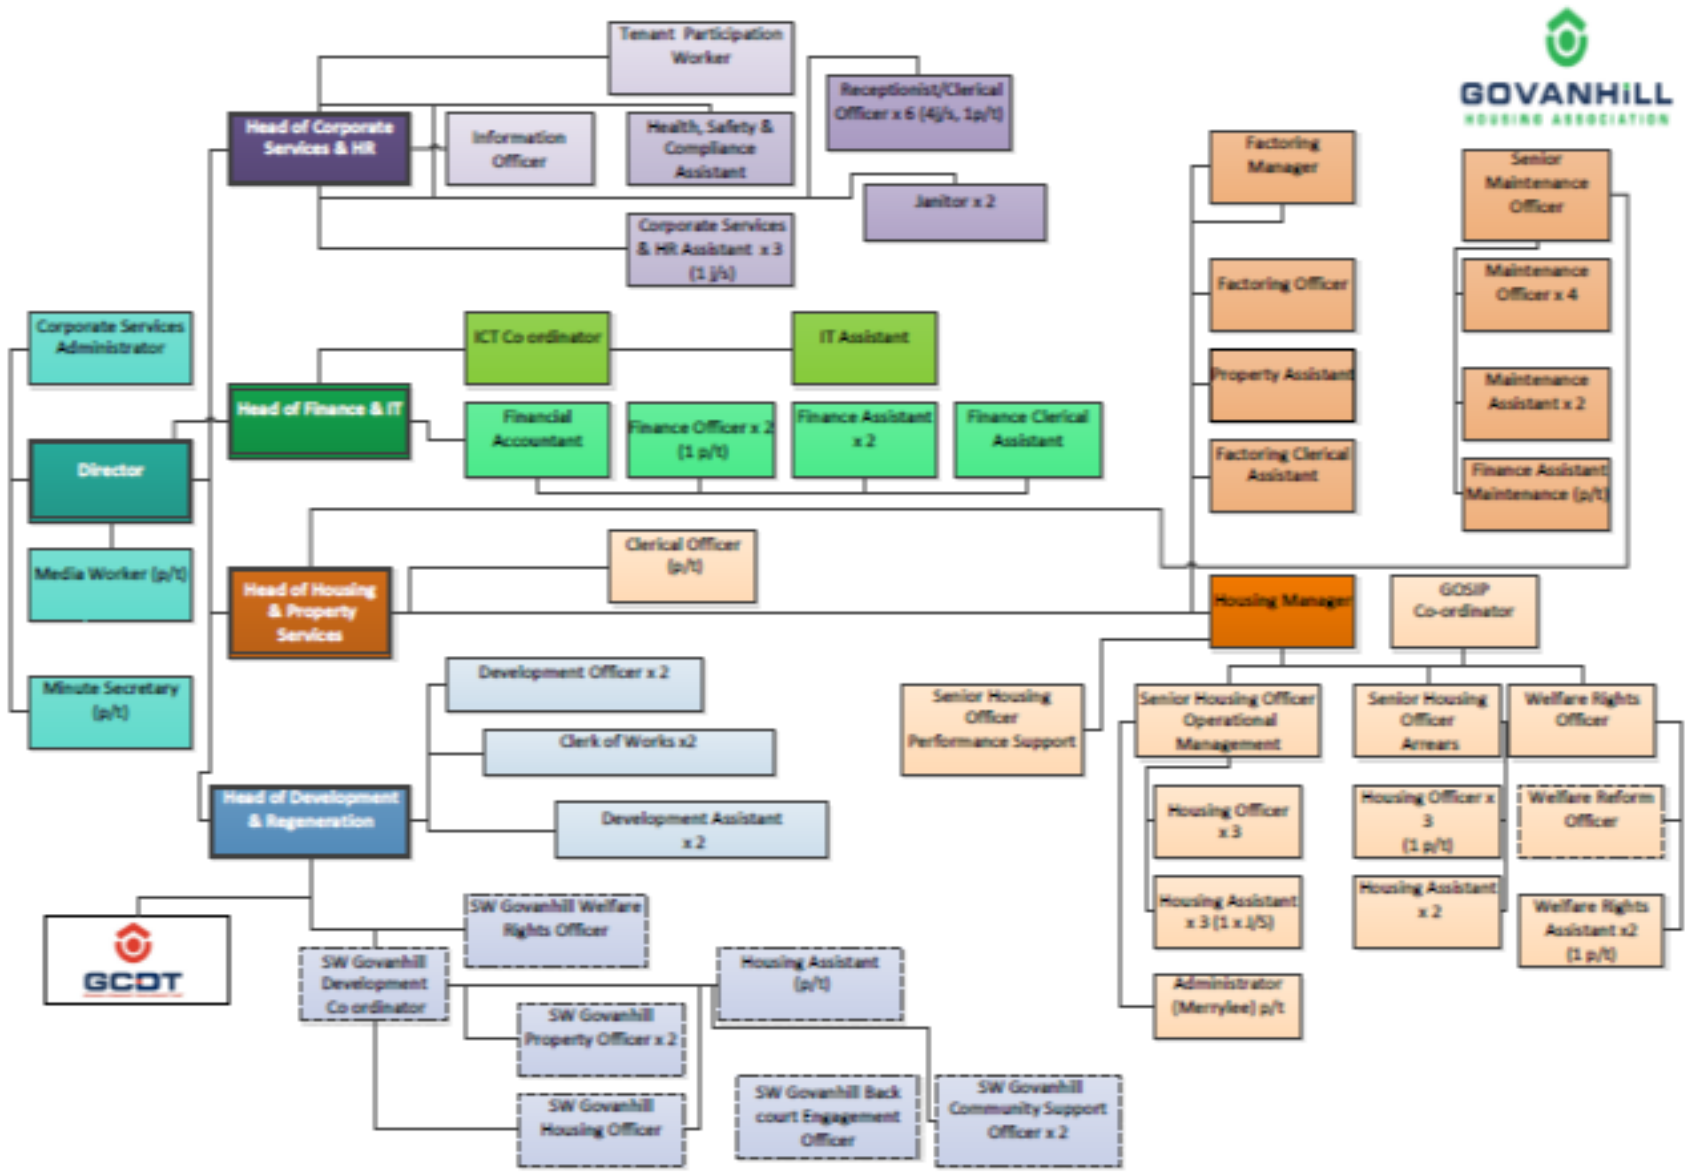 Tenant Participation
Worker
GOVANHiLL
HOUSING ASSOCIATION
Receptionist/Clerical
Officer x 6 (4j/s, 1p/t)
Head of Corporate
Services & HR
Information
Officer
Health, Safety &
Compliance
Assistant
Janitor x 2
Corporate Services
& HR Assistant x 3
(1 j/s)
Factoring
Manager
Senior
Maintenance
Officer
Factoring Officer
Maintenance
Officer x 4
Property Assistant
Maintenance
Assistant x 2
Factoring Clerical
Assistant
Finance Assistant
Maintenance (p/t)
Corporate Services
Administrator
ICT Co ordinator
IT Assistant
Head of Finance & IT
Financial
Accountant
Finance Officer x 2
(1 p/t)
Finance Assistant
x 2
Finance Clerical
Assistant
Director
Media Worker (p/t)
Minute Secretary
(p/t)
Head of Housing
& Property
Services
Clerical Officer
(p/t)
Housing Manager
GOSIP
Co-ordinator
Senior Housing
Officer
Performance Support
Senior Housing Officer
Operational
Management
Senior Housing
Officer
Arrears
Welfare Rights
Officer
Housing Officer
x 3
Housing Officer x
3
(1 p/t)
Welfare Reform
Officer
Housing Assistant
x 3 (1 x J/S)
Housing Assistant
x 2
Welfare Rights
Assistant x2
(1 p/t)
Administrator
(Merrylee) p/t
Development Officer x 2
Clerk of Works x2
Head of Development
& Regeneration
Development Assistant
x 2
GCDT
SW Govanhill Welfare
Rights Officer
SW Govanhill
Development
Co ordinator
Housing Assistant
(p/t)
SW Govanhill
Property Officer x 2
SW Govanhill
Housing Officer
SW Govanhill Back
court Engagement
Officer
SW Govanhill
Community Support
Officer x 2